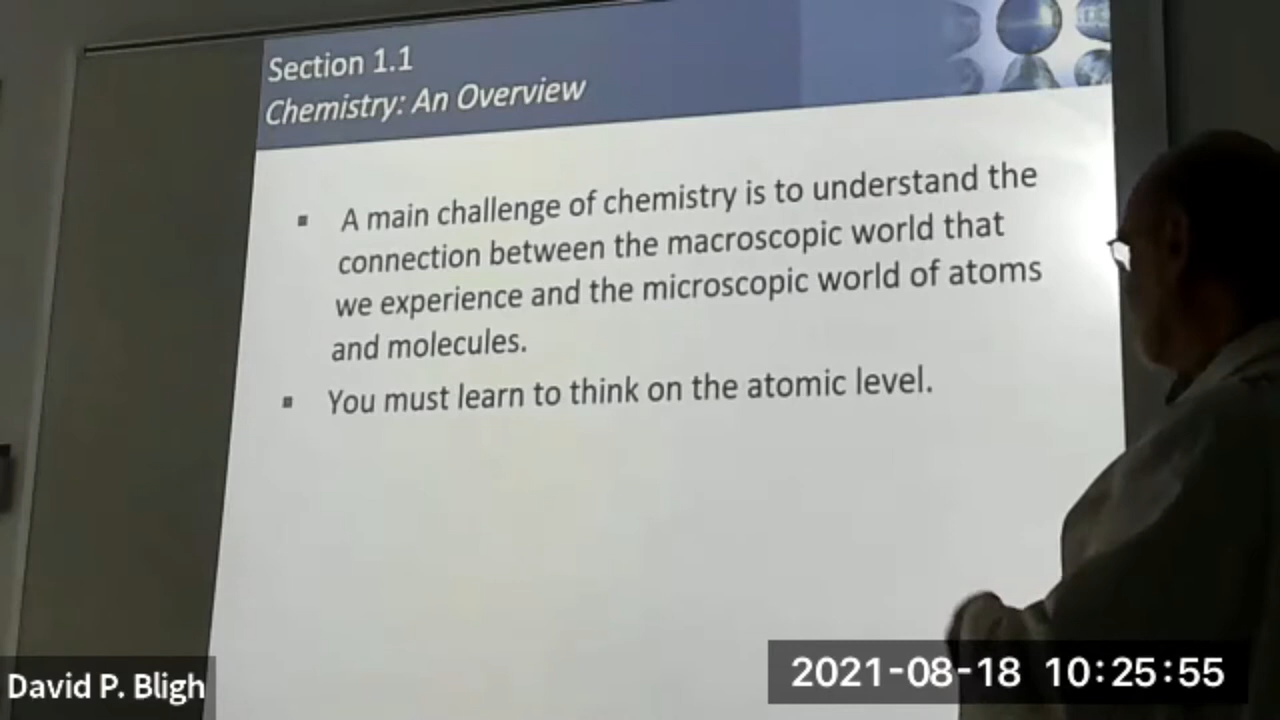 Section 1.1
Chemistry: An Overview
▪ A main challenge of chemistry is to understand the
connection between the macroscopic world that
we experience and the microscopic world of atoms
and molecules.
▪ You must learn to think on the atomic level.
David P. Bligh
2021-08-18 10:25:55